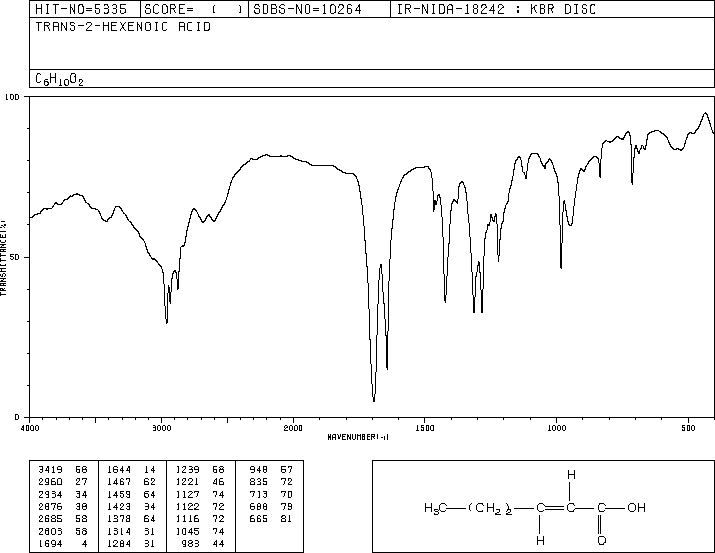 HIT-NO=5335 SCORE= ( ) SDBS-NO=10264 IR-NIDA-18242 : KBR DISC
TRANS-2-HEXENOIC ACID
C6H10O2
100
50
0
TRANSMITTANCE(%)
4000 3000 2000 1500 1000 500
WAVENUMBER(-1)
3419 58 1644 14 1239 68 948 57
2960 27 1467 62 1221 46 835 72
2934 34 1459 64 1127 74 713 70
2876 38 1423 34 1122 72 688 79
2685 58 1378 64 1116 72 665 81
2603 58 1314 31 1045 74
1694 4 1284 31 983 44
H
H3C—(CH2)2 C—OH
H O